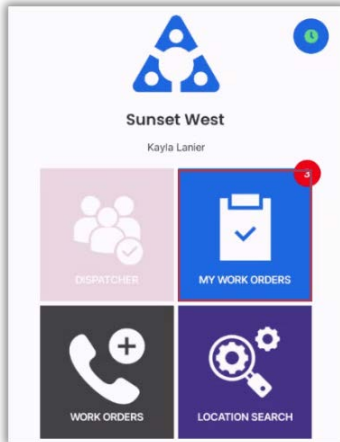 Sunset West
Kayla Lanier
3
DISPATCHER
MY WORK ORDERS
WORK ORDERS
LOCATION SEARCH